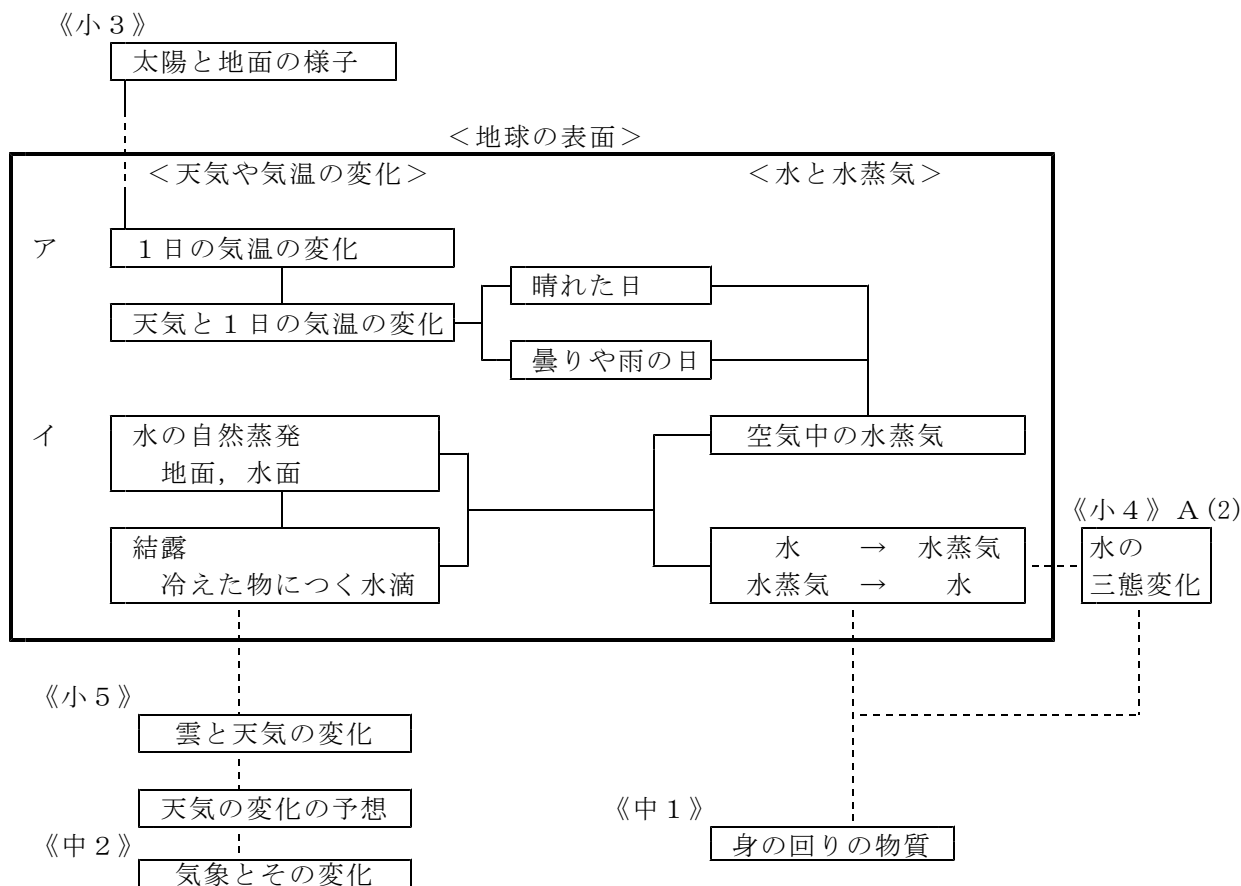 《小3》
太陽と地面の様子
＜地球の表面＞
＜天気や気温の変化＞
＜水と水蒸気＞
ア
１日の気温の変化
晴れた日
天気と１日の気温の変化
曇りや雨の日
イ
水の自然蒸発
地面，水面
空気中の水蒸気
結露
冷えた物につく水滴
水 → 水蒸気
水蒸気 → 水
《小4》A(2)
水の
三態変化
《小5》
雲と天気の変化
天気の変化の予想
《中2》
気象とその変化
《中1》
身の回りの物質